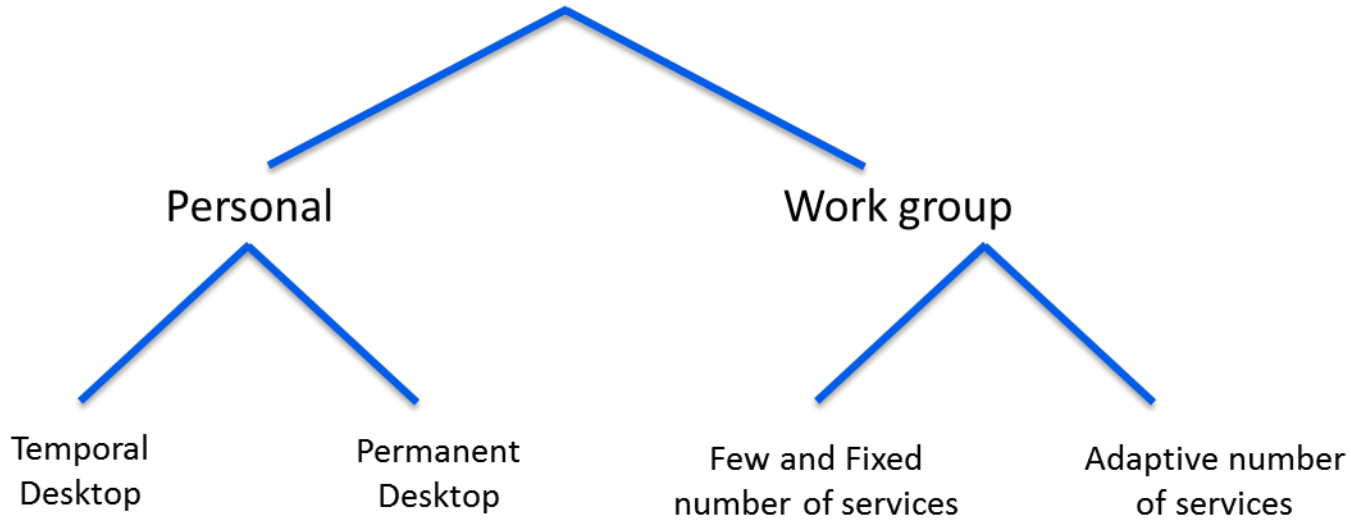 Personal
Work group
Temporal
Desktop
Permanent
Desktop
Few and Fixed
number of services
Adaptive number
of services